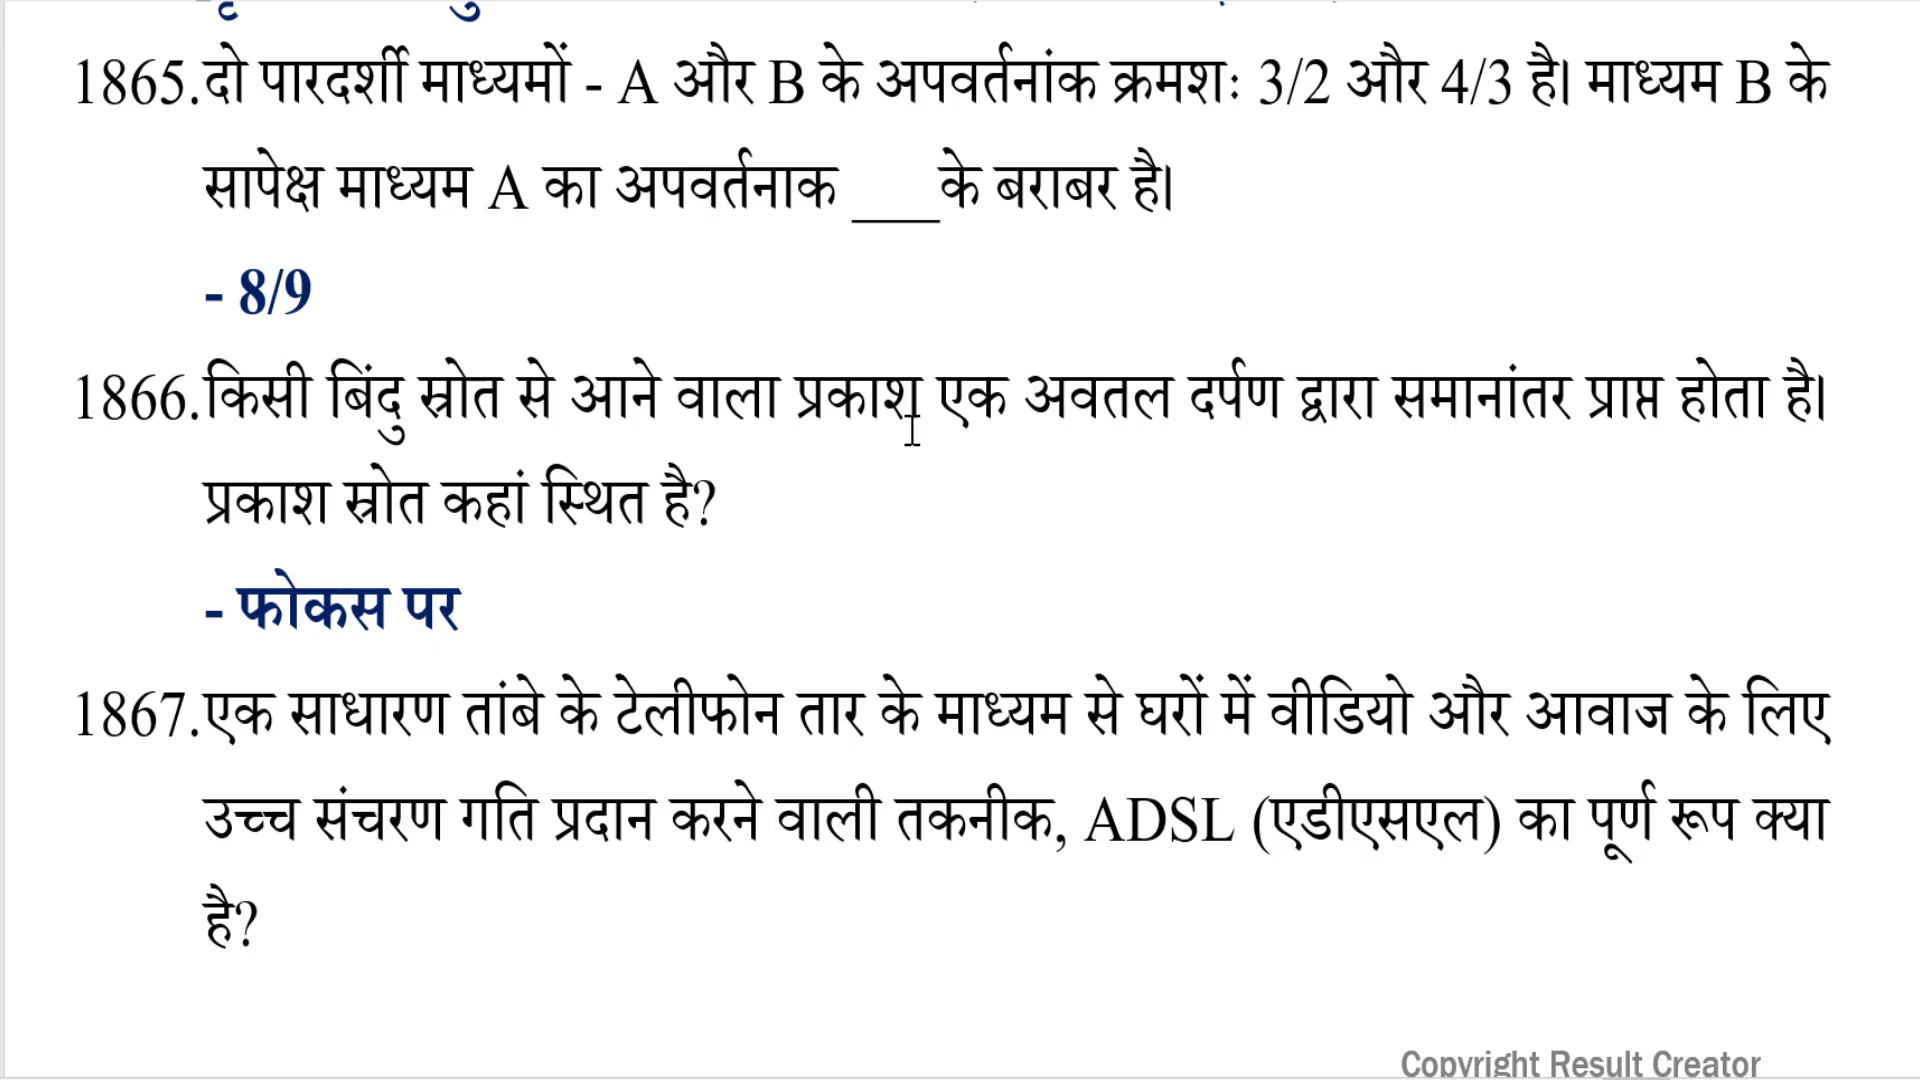 1865.दो पारदर्शी माध्यमों - A और B के अपवर्तनांक क्रमशः 3/2 और 4/3 है। माध्यम B के
सापेक्ष माध्यम A का अपवर्तनाक ___के बराबर है।
- 8/9
1866.किसी बिंदु स्रोत से आने वाला प्रकाश एक अवतल दर्पण द्वारा समानांतर प्राप्त होता है।
प्रकाश स्रोत कहां स्थित है?
- फोकस पर
1867.एक साधारण तांबे के टेलीफोन तार के माध्यम से घरों में वीडियो और आवाज के लिए
उच्च संचरण गति प्रदान करने वाली तकनीक, ADSL (एडीएसएल) का पूर्ण रूप क्या
है?
Copyright Result Creator